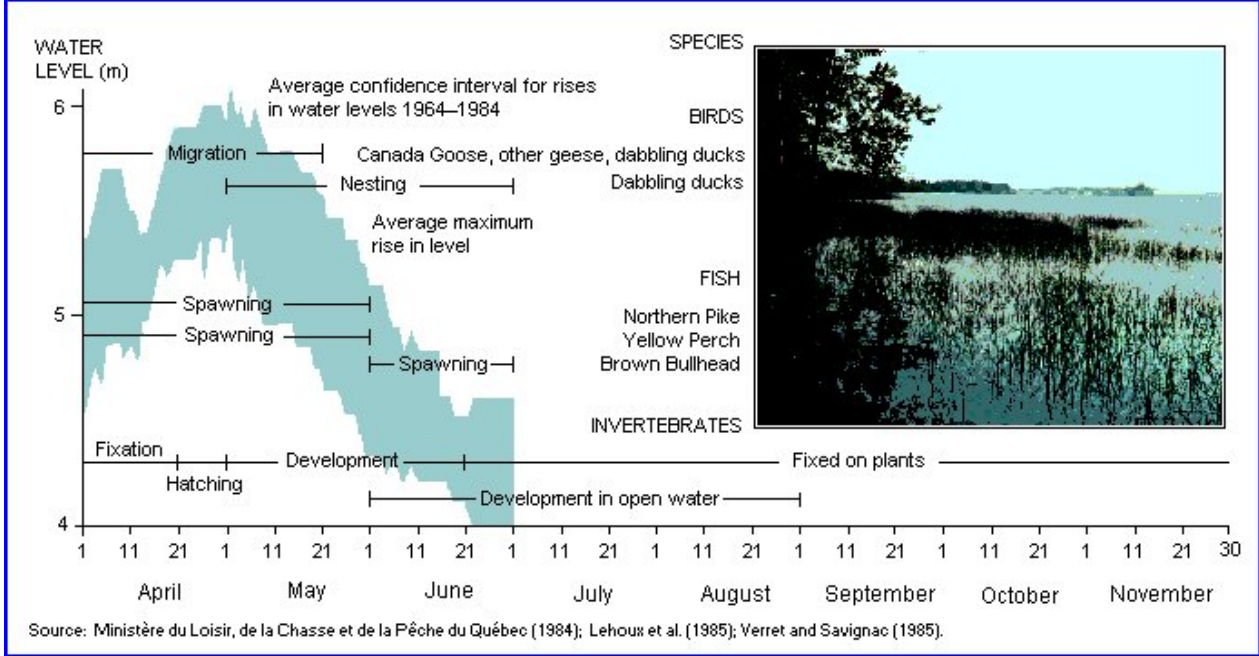 WATER
LEVEL (m)
SPECIES
Average confidence interval for rises
in water levels 1964–1984
6
BIRDS
Migration
Canada Goose, other geese, dabbling ducks
Nesting
Dabbling ducks
Average maximum
rise in level
FISH
Spawning
5
Northern Pike
Spawning
Yellow Perch
Spawning
Brown Bullhead
INVERTEBRATES
Fixation
Development
Fixed on plants
Hatching
Development in open water
4
1 11 21 1 11 21 1 11 21 1 11 21 1 11 21 1 11 21 1 11 21 1 11 21 30
April May June July August September October November
Source: Ministère du Loisir, de la Chasse et de la Pêche du Québec (1984); Lehoux et al. (1985); Verret and Savignac (1985).